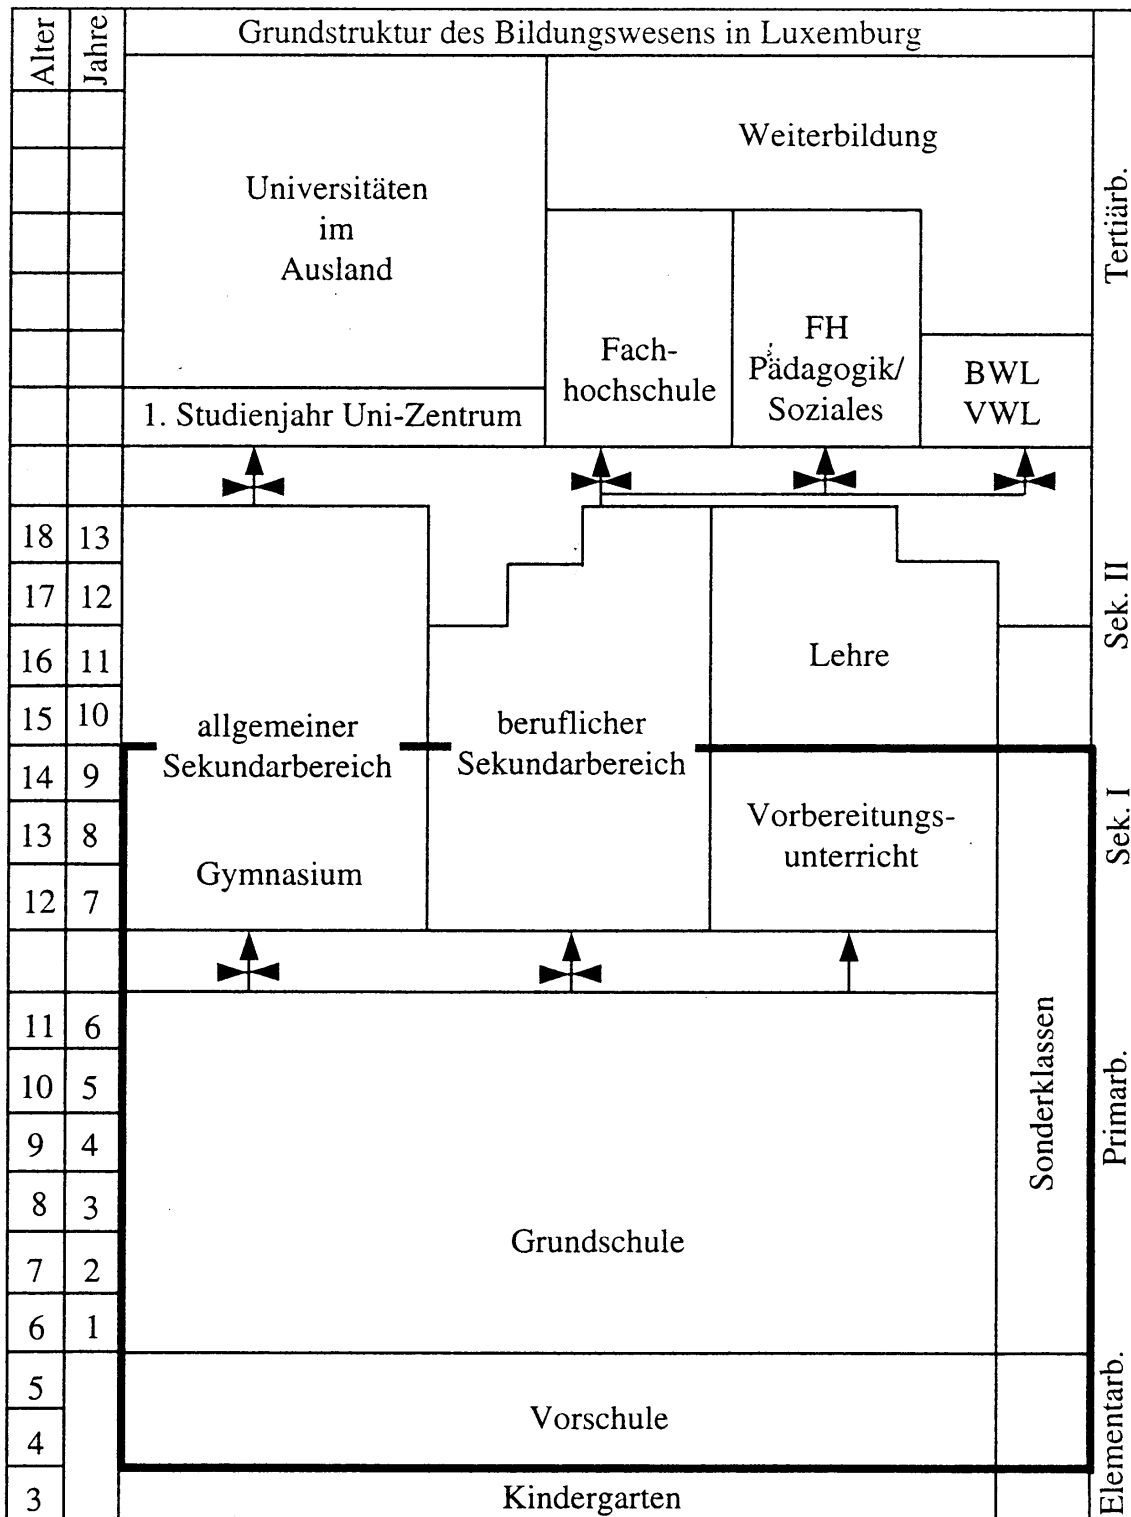 Grundstruktur des Bildungswesens in Luxemburg
Alter
Jahre
Weiterbildung
Universitäten
im
Ausland
Tertiärb.
Fach-
hochschule
FH
Pädagogik/
Soziales
BWL
VWL
1. Studienjahr Uni-Zentrum
18 13
17 12
16 11
15 10
Sek. II
Lehre
allgemeiner
Sekundarbereich
beruflicher
Sekundarbereich
14 9
13 8
12 7
Vorbereitungs-
unterricht
Sek. I
Gymnasium
11 6
10 5
9 4
8 3
7 2
6 1
Sonderklassen
Primarb.
Grundschule
5
4
3
Vorschule
Elementarb.
Kindergarten